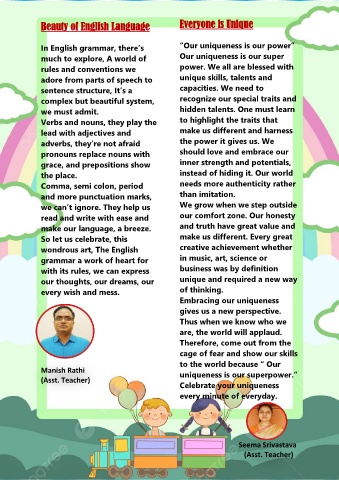 Beauty of English Language
In English grammar, there's
much to explore, A world of
rules and conventions we
adore from parts of speech to
sentence structure, It's a
complex but beautiful system,
we must admit.
Verbs and nouns, they play the
lead with adjectives and
adverbs, they're not afraid
pronouns replace nouns with
grace, and prepositions show
the place.
Comma, semi colon, period
and more punctuation marks,
we can't ignore. They help us
read and write with ease and
make our language, a breeze.
So let us celebrate, this
wondrous art, The English
grammar a work of heart for
with its rules, we can express
our thoughts, our dreams, our
every wish and mess.
Manish Rathi
(Asst. Teacher)
Everyone is Unique
"Our uniqueness is our power"
Our uniqueness is our super
power. We all are blessed with
unique skills, talents and
capacities. We need to
recognize our special traits and
hidden talents. One must learn
to highlight the traits that
make us different and harness
the power it gives us. We
should love and embrace our
inner strength and potentials,
instead of hiding it. Our world
needs more authenticity rather
than imitation.
We grow when we step outside
our comfort zone. Our honesty
and truth have great value and
make us different. Every great
creative achievement whether
in music, art, science or
business was by definition
unique and required a new way
of thinking.
Embracing our uniqueness
gives us a new perspective.
Thus when we know who we
are, the world will applaud.
Therefore, come out from the
cage of fear and show our skills
to the world because " Our
uniqueness is our superpower."
Celebrate your uniqueness
every minute of everyday.
Seema Srivastava
(Asst. Teacher)